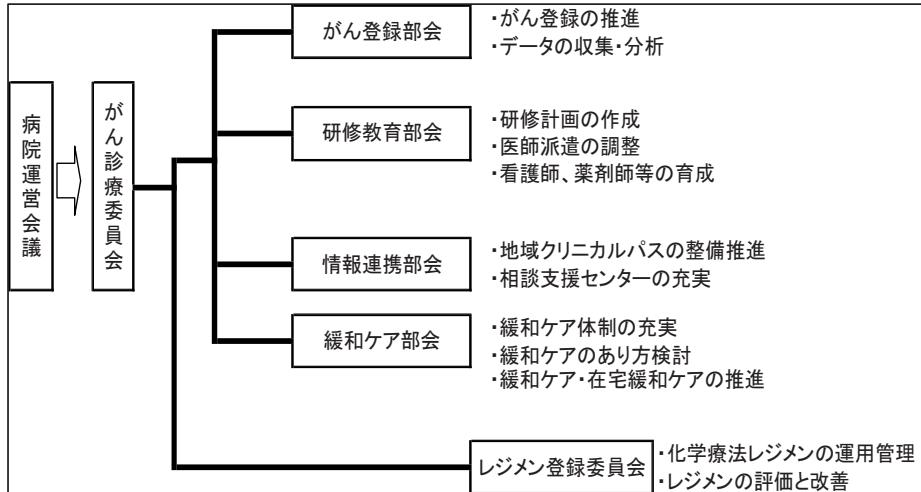 病院運営会議
がん診療委員会
がん登録部会
・がん登録の推進
・データの収集・分析
研修教育部会
・研修計画の作成
・医師派遣の調整
・看護師、薬剤師等の育成
情報連携部会
・地域クリニカルパスの整備推進
・相談支援センターの充実
緩和ケア部会
・緩和ケア体制の充実
・緩和ケアのあり方検討
・緩和ケア・在宅緩和ケアの推進
レジメン登録委員会
・化学療法レジメンの運用管理
・レジメンの評価と改善